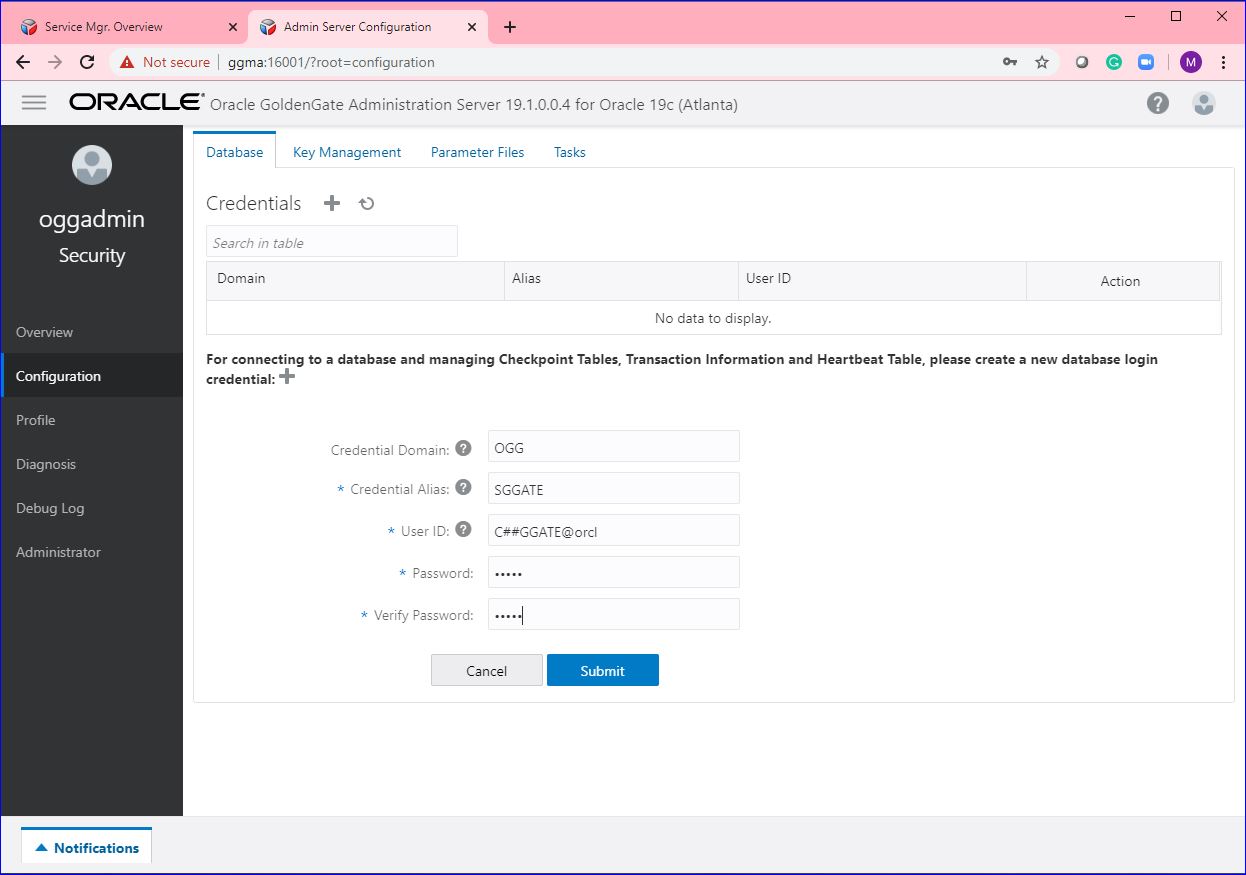 Service Mgr. Overview
Admin Server Configuration
Not secure
ggma:16001/?root=configuration
M
ORACLE® Oracle GoldenGate Administration Server 19.1.0.0.4 for Oracle 19c (Atlanta)
oggadmin
Security
Overview
Configuration
Profile
Diagnosis
Debug Log
Administrator
Database Key Management Parameter Files Tasks
Credentials
Search in table
Domain Alias User ID Action
No data to display.
For connecting to a database and managing Checkpoint Tables, Transaction Information and Heartbeat Table, please create a new database login
credential:
Credential Domain: OGG
* Credential Alias: SGGATE
* User ID: C##GGATE@orcl
* Password: •••••
* Verify Password: •••••
Cancel Submit
Notifications